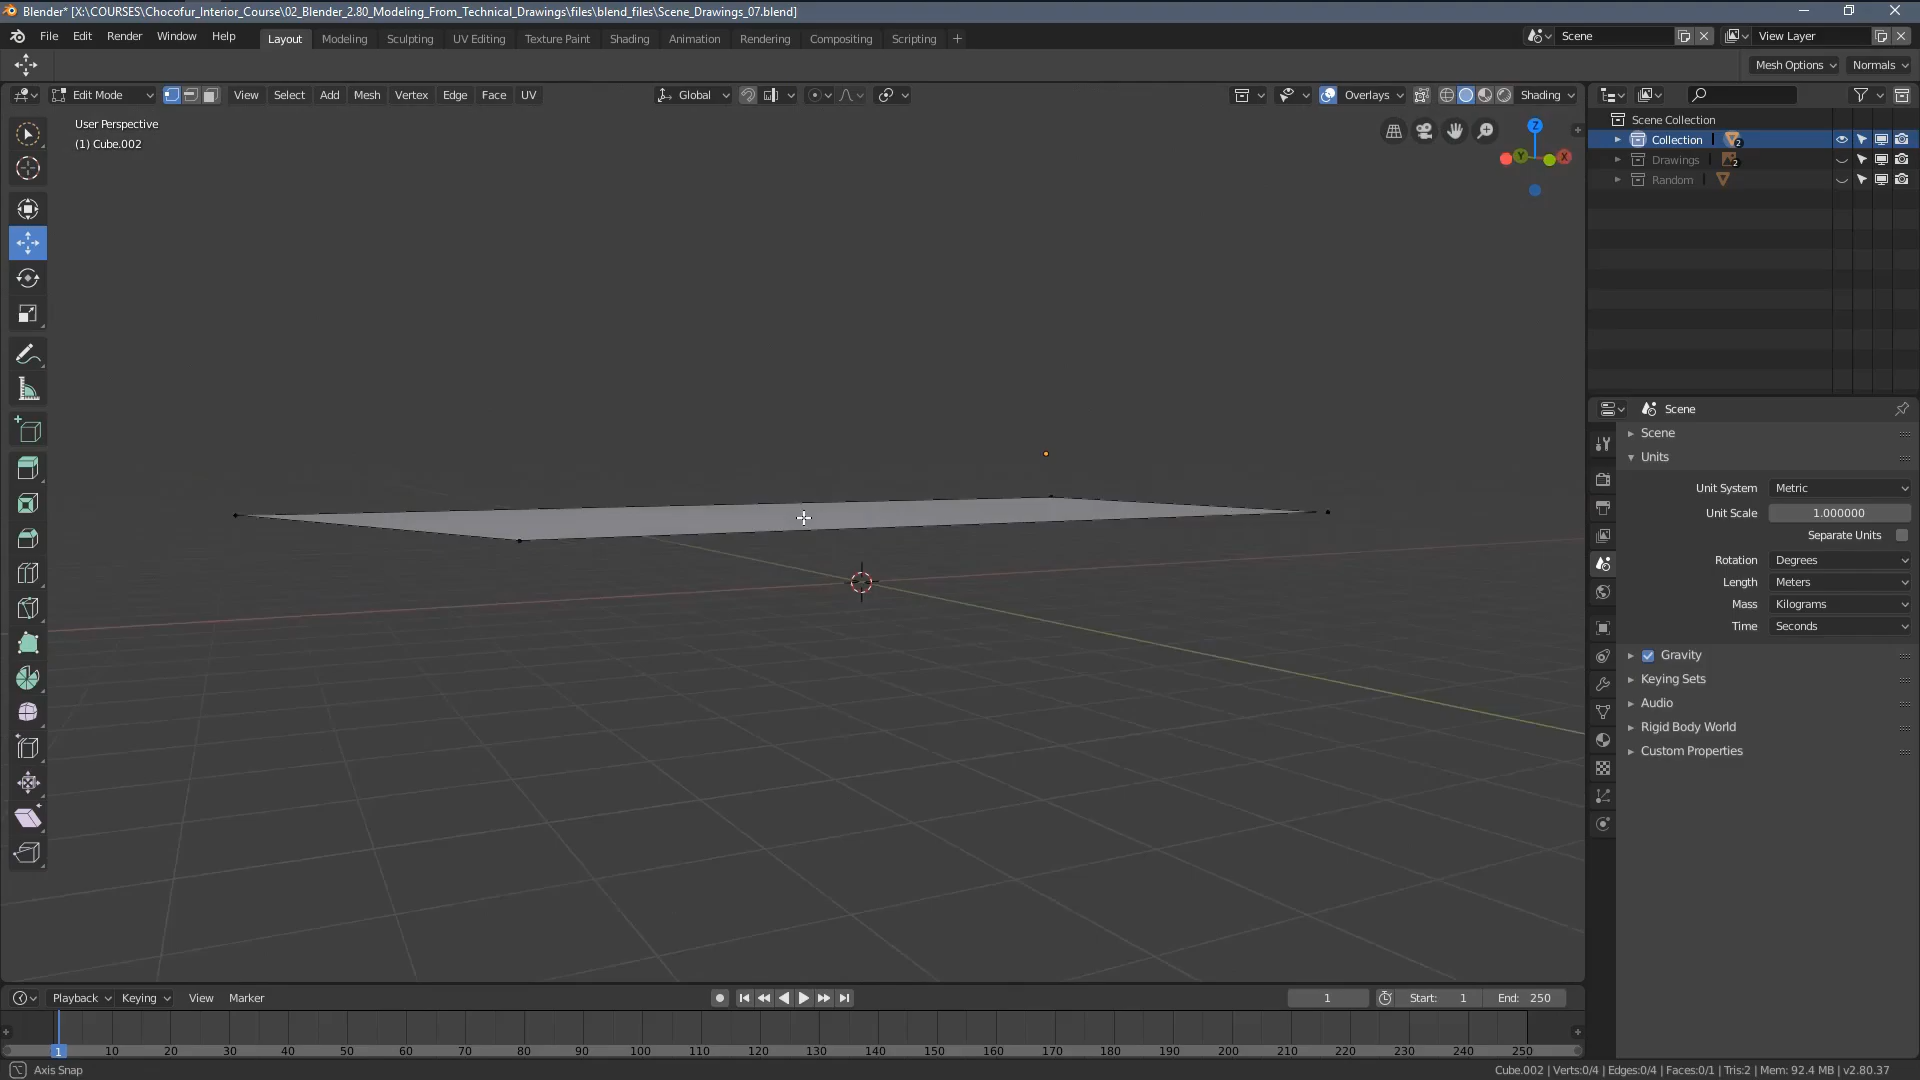 Blender* [X:\COURSES\Chocofur_Interior_Course\02_Blender_2.80_Modeling_From_Technical_Drawings\files\blend_files\Scene_Drawings_07.blend]
File Edit Render Window Help Layout Modeling Sculpting UV Editing Texture Paint Shading Animation Rendering Compositing Scripting + Scene View Layer
Mesh Options Normals
Edit Mode View Select Add Mesh Vertex Edge Face UV Global Overlays Shading
User Perspective
(1) Cube.002
Z
Y X
Scene Collection
Collection 2
Drawings 2
Random
Scene
Scene
Units
Unit System Metric
Unit Scale 1.000000
Separate Units
Rotation Degrees
Length Meters
Mass Kilograms
Time Seconds
Gravity
Keying Sets
Audio
Rigid Body World
Custom Properties
Playback Keying View Marker 1 Start: 1 End: 250
1 10 20 30 40 50 60 70 80 90 100 110 120 130 140 150 160 170 180 190 200 210 220 230 240 250
Axis Snap Cube.002 | Verts:0/4 | Edges:0/4 | Faces:0/1 | Tris:2 | Mem: 92.4 MB | v2.80.37